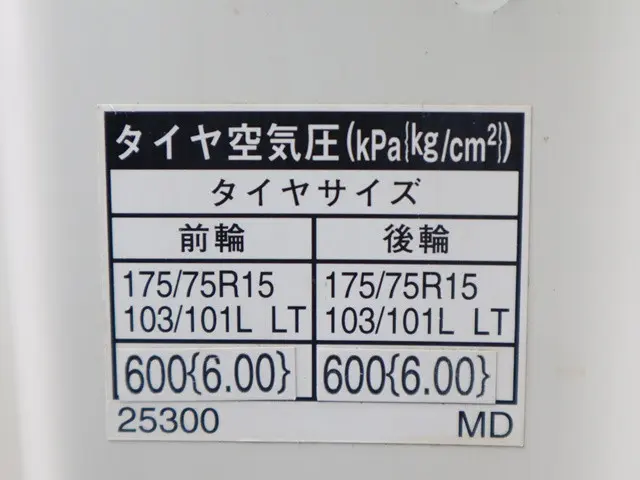 タイヤ空気圧(kPa{kg/cm²})
タイヤサイズ
前輪 後輪
175/75R15 175/75R15
103/101L LT 103/101L LT
600{6.00} 600{6.00}
25300 MD